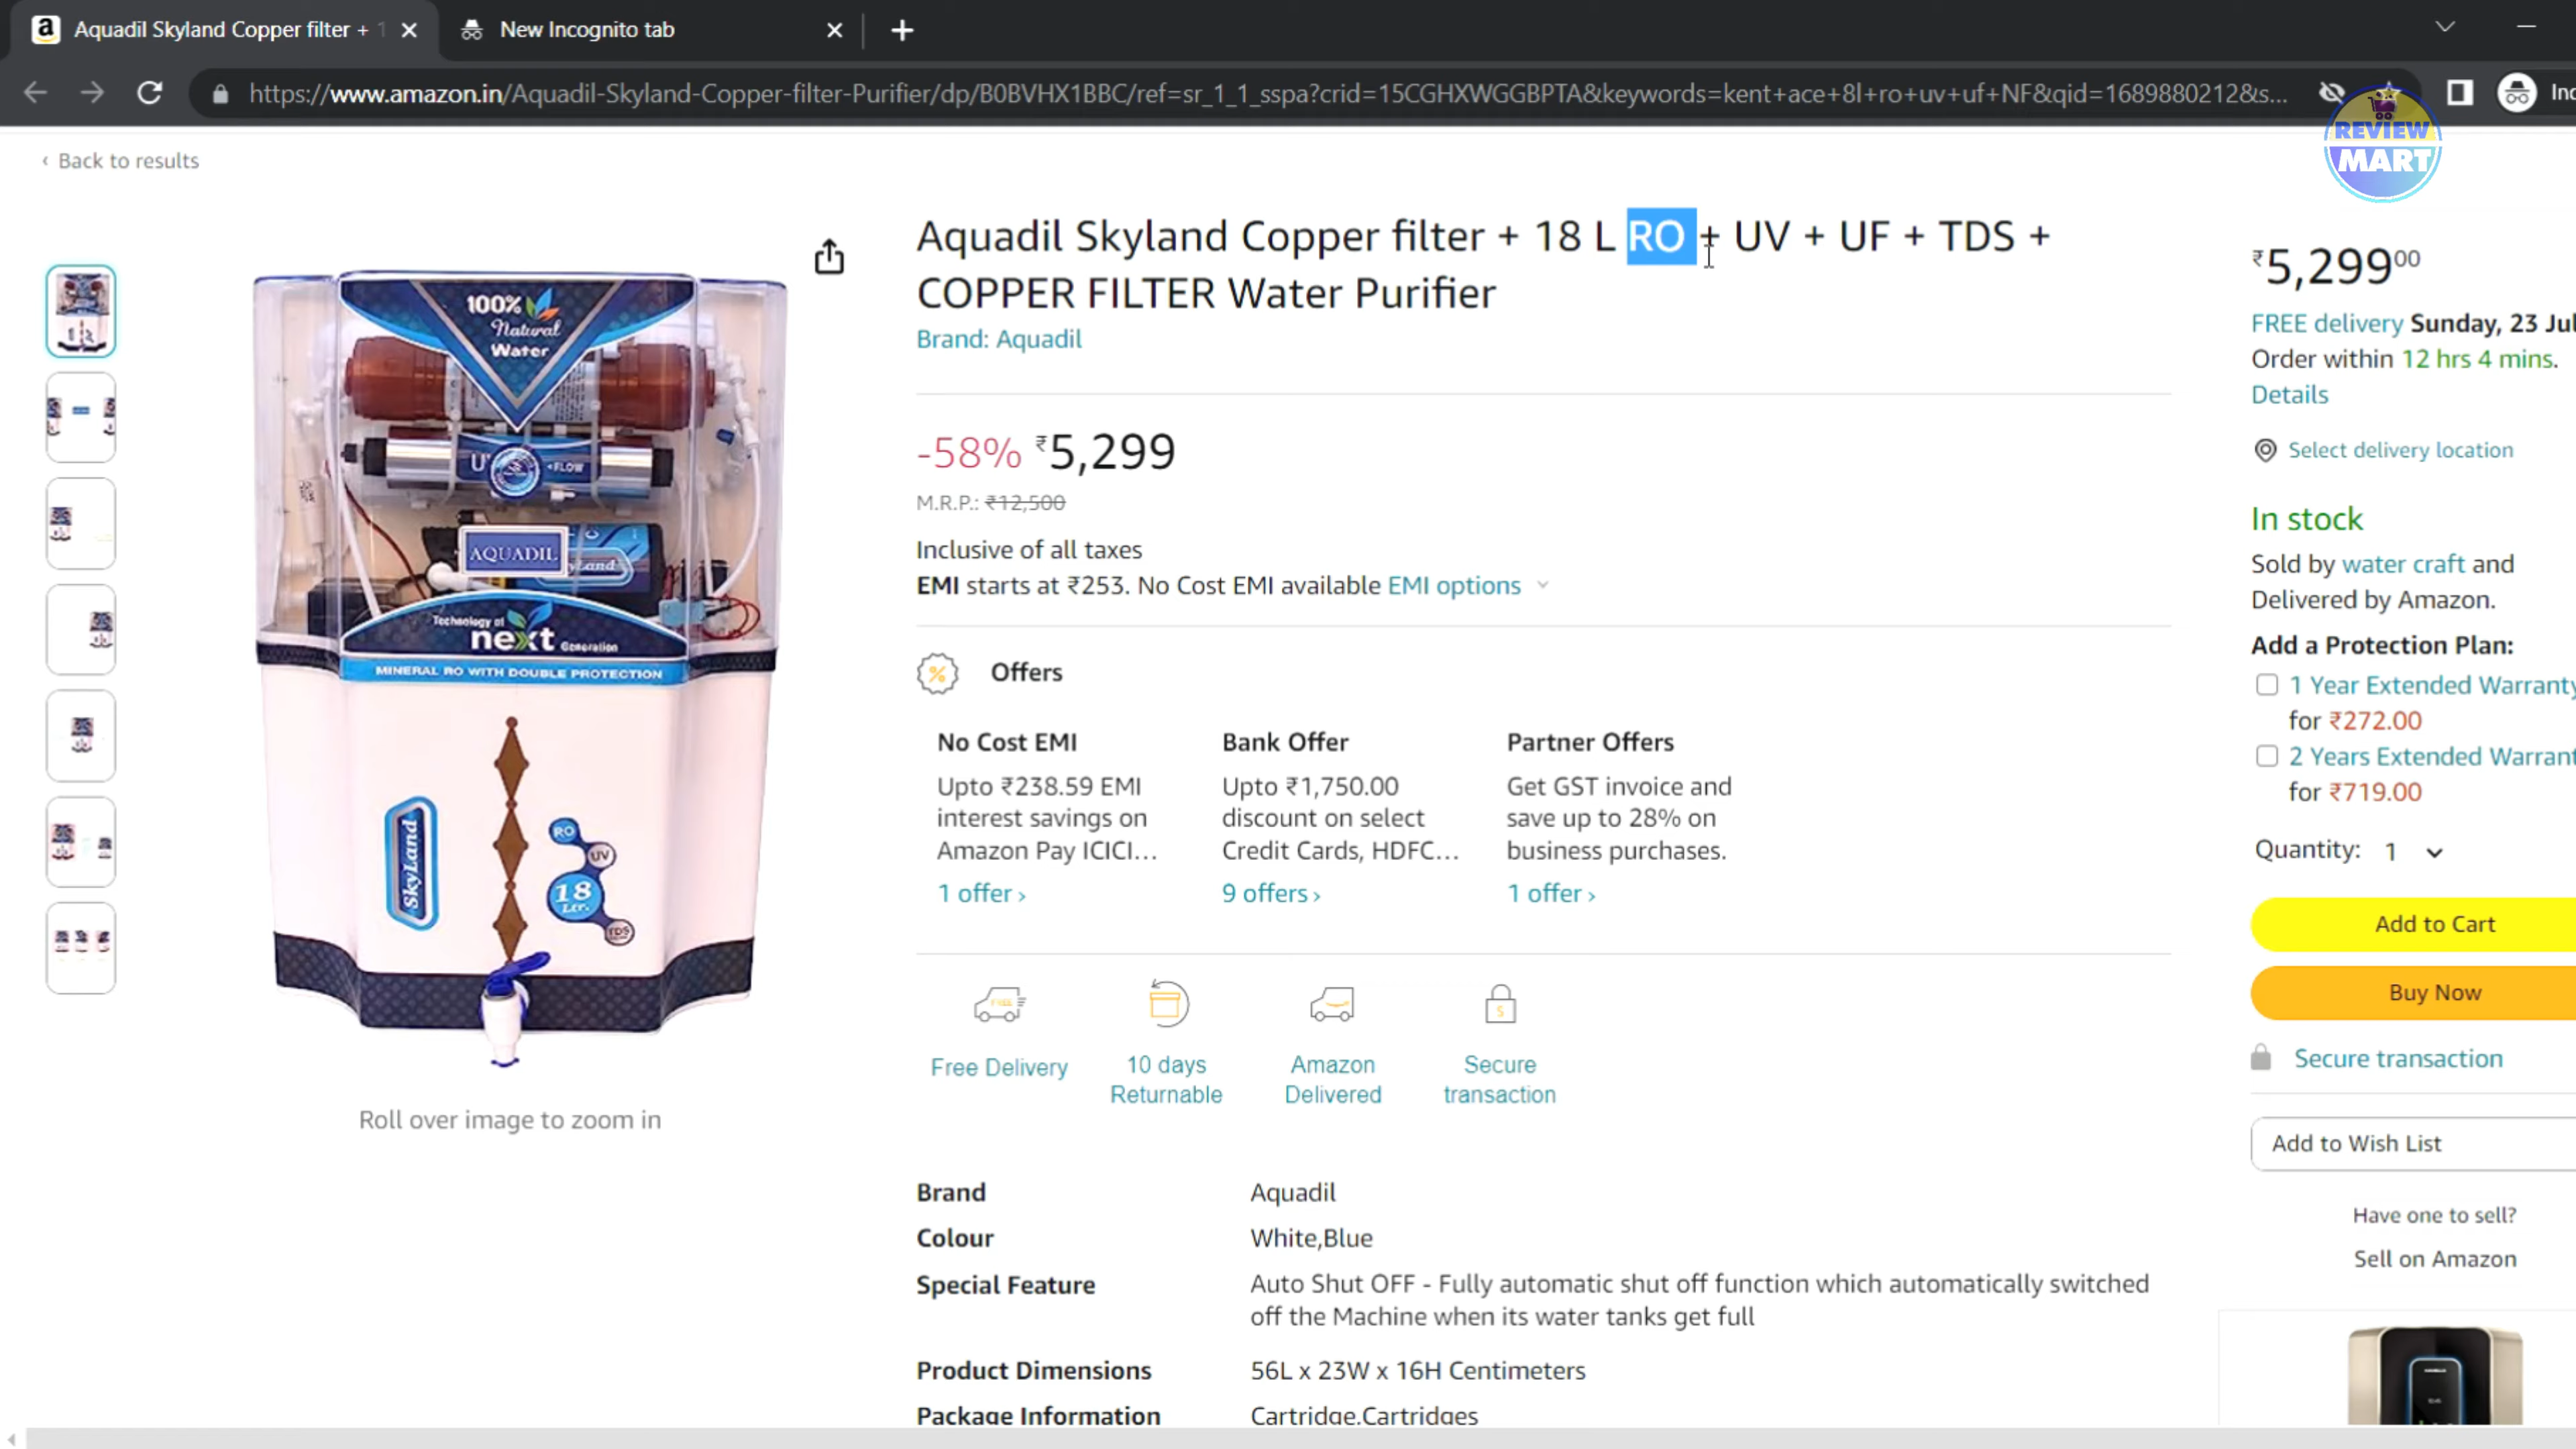 Aquadil Skyland Copper filter + 1
New Incognito tab
https://www.amazon.in/Aquadil-Skyland-Copper-filter-Purifier/dp/B0BVHX1BBC/ref=sr_1_1_sspa?crid=15CGHXWGGBPTA&keywords=kent+ace+8l+ro+uv+uf+NF&qid=1689880212&s...
Inc
REVIEW
MART
‹ Back to results
Aquadil Skyland Copper filter + 18 L RO + UV + UF + TDS +
COPPER FILTER Water Purifier
Brand: Aquadil
-58% ₹5,299
M.R.P.: ₹12,500
Inclusive of all taxes
EMI starts at ₹253. No Cost EMI available EMI options
Offers
No Cost EMI
Upto ₹238.59 EMI
interest savings on
Amazon Pay ICICI...
1 offer ›
Bank Offer
Upto ₹1,750.00
discount on select
Credit Cards, HDFC...
9 offers ›
Partner Offers
Get GST invoice and
save up to 28% on
business purchases.
1 offer ›
Free Delivery
10 days
Returnable
Amazon
Delivered
Secure
transaction
Brand Aquadil
Colour White,Blue
Special Feature Auto Shut OFF - Fully automatic shut off function which automatically switched
off the Machine when its water tanks get full
Product Dimensions 56L x 23W x 16H Centimeters
Package Information Cartridge,Cartridges
100%
Natural
Water
FLOW
AQUADIL
Technology of
next
Generation
MINERAL RO WITH DOUBLE PROTECTION
SkyLand
RO
UV
18
Ltr.
TDS
Roll over image to zoom in
₹5,299.00
FREE delivery Sunday, 23 Jul
Order within 12 hrs 4 mins.
Details
Select delivery location
In stock
Sold by water craft and
Delivered by Amazon.
Add a Protection Plan:
1 Year Extended Warranty
for ₹272.00
2 Years Extended Warrant
for ₹719.00
Quantity: 1
Add to Cart
Buy Now
Secure transaction
Add to Wish List
Have one to sell?
Sell on Amazon